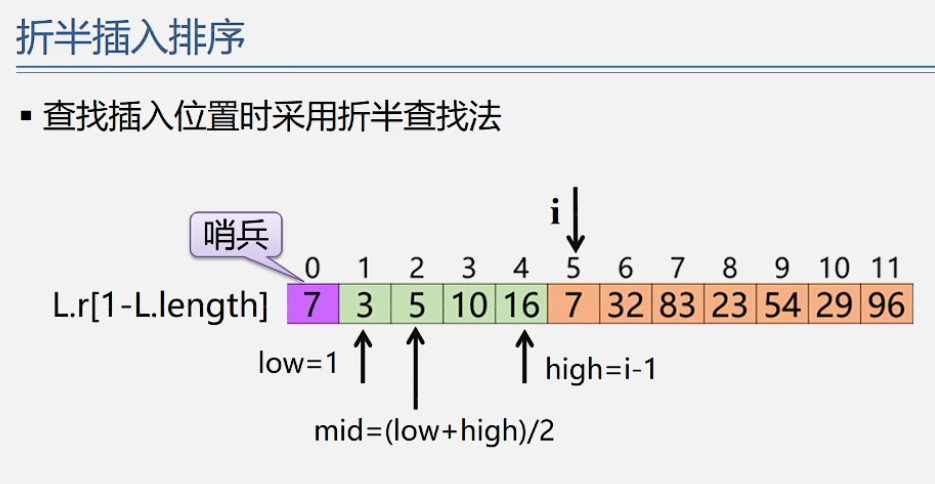 折半插入排序
▪ 查找插入位置时采用折半查找法
i
哨兵
0 1 2 3 4 5 6 7 8 9 10 11
L.r[1-L.length] 7 3 5 10 16 7 32 83 23 54 29 96
low=1 high=i-1
mid=(low+high)/2